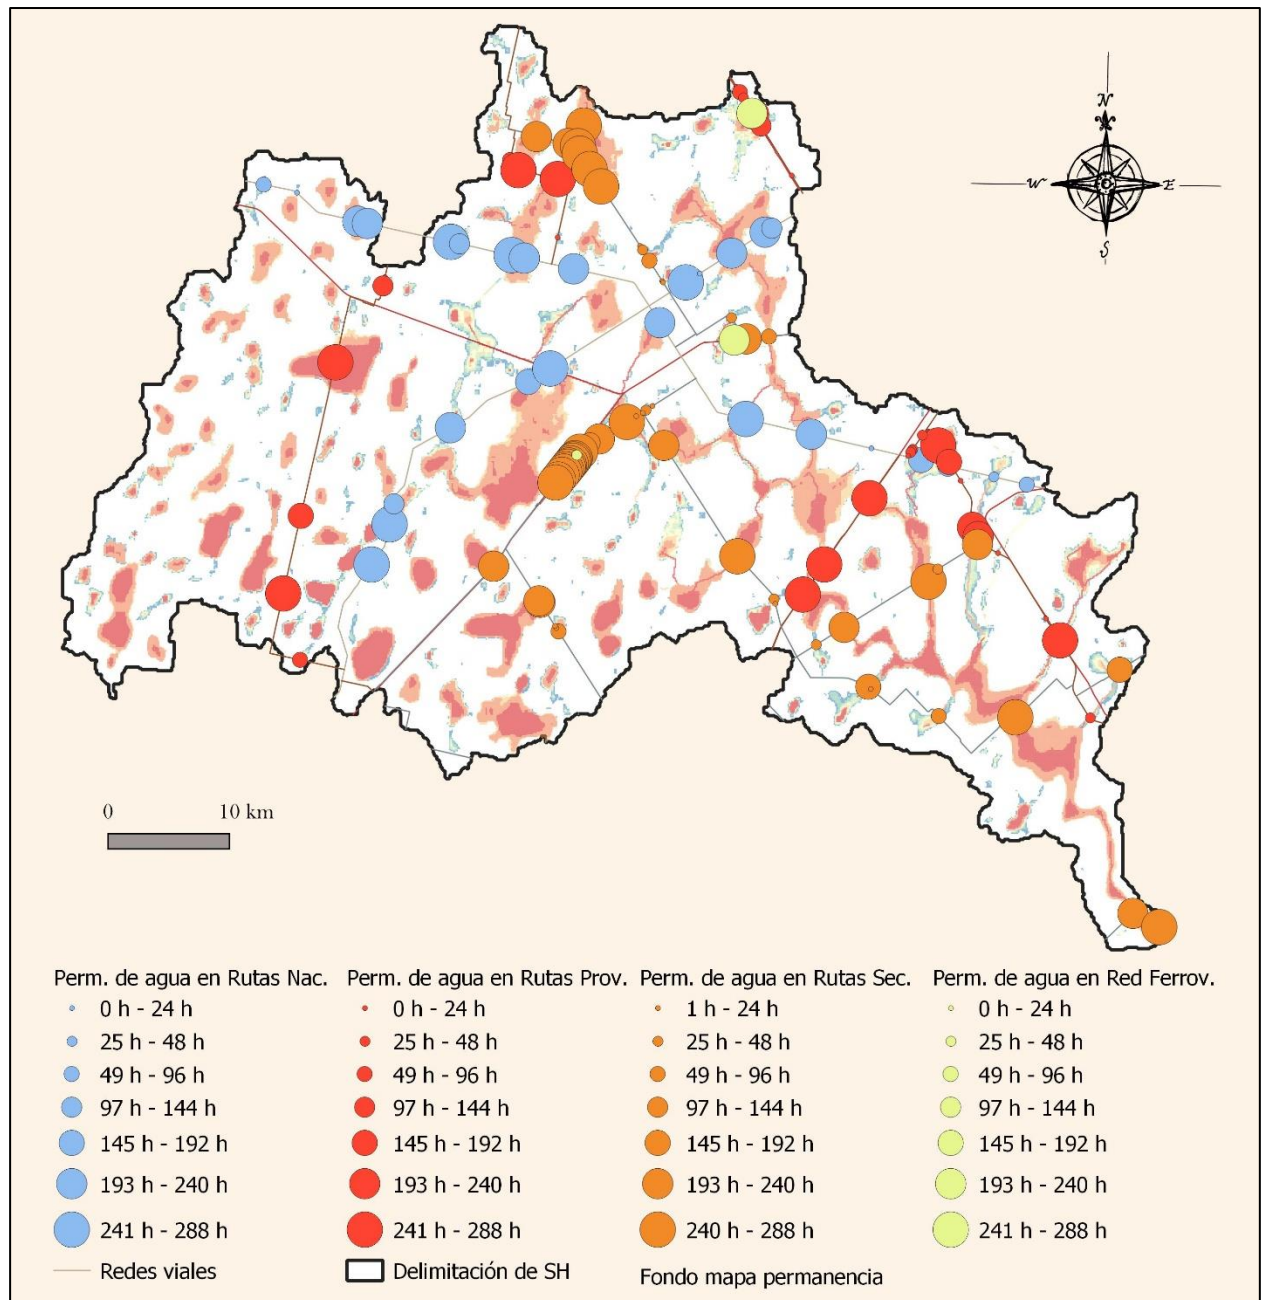 N
W
E
S
0 10 km
Perm. de agua en Rutas Nac.
0 h - 24 h
25 h - 48 h
49 h - 96 h
97 h - 144 h
145 h - 192 h
193 h - 240 h
241 h - 288 h
Redes viales
Perm. de agua en Rutas Prov.
0 h - 24 h
25 h - 48 h
49 h - 96 h
97 h - 144 h
145 h - 192 h
193 h - 240 h
241 h - 288 h
Delimitación de SH
Perm. de agua en Rutas Sec.
1 h - 24 h
25 h - 48 h
49 h - 96 h
97 h - 144 h
145 h - 192 h
193 h - 240 h
240 h - 288 h
Fondo mapa permanencia
Perm. de agua en Red Ferrov.
0 h - 24 h
25 h - 48 h
49 h - 96 h
97 h - 144 h
145 h - 192 h
193 h - 240 h
241 h - 288 h